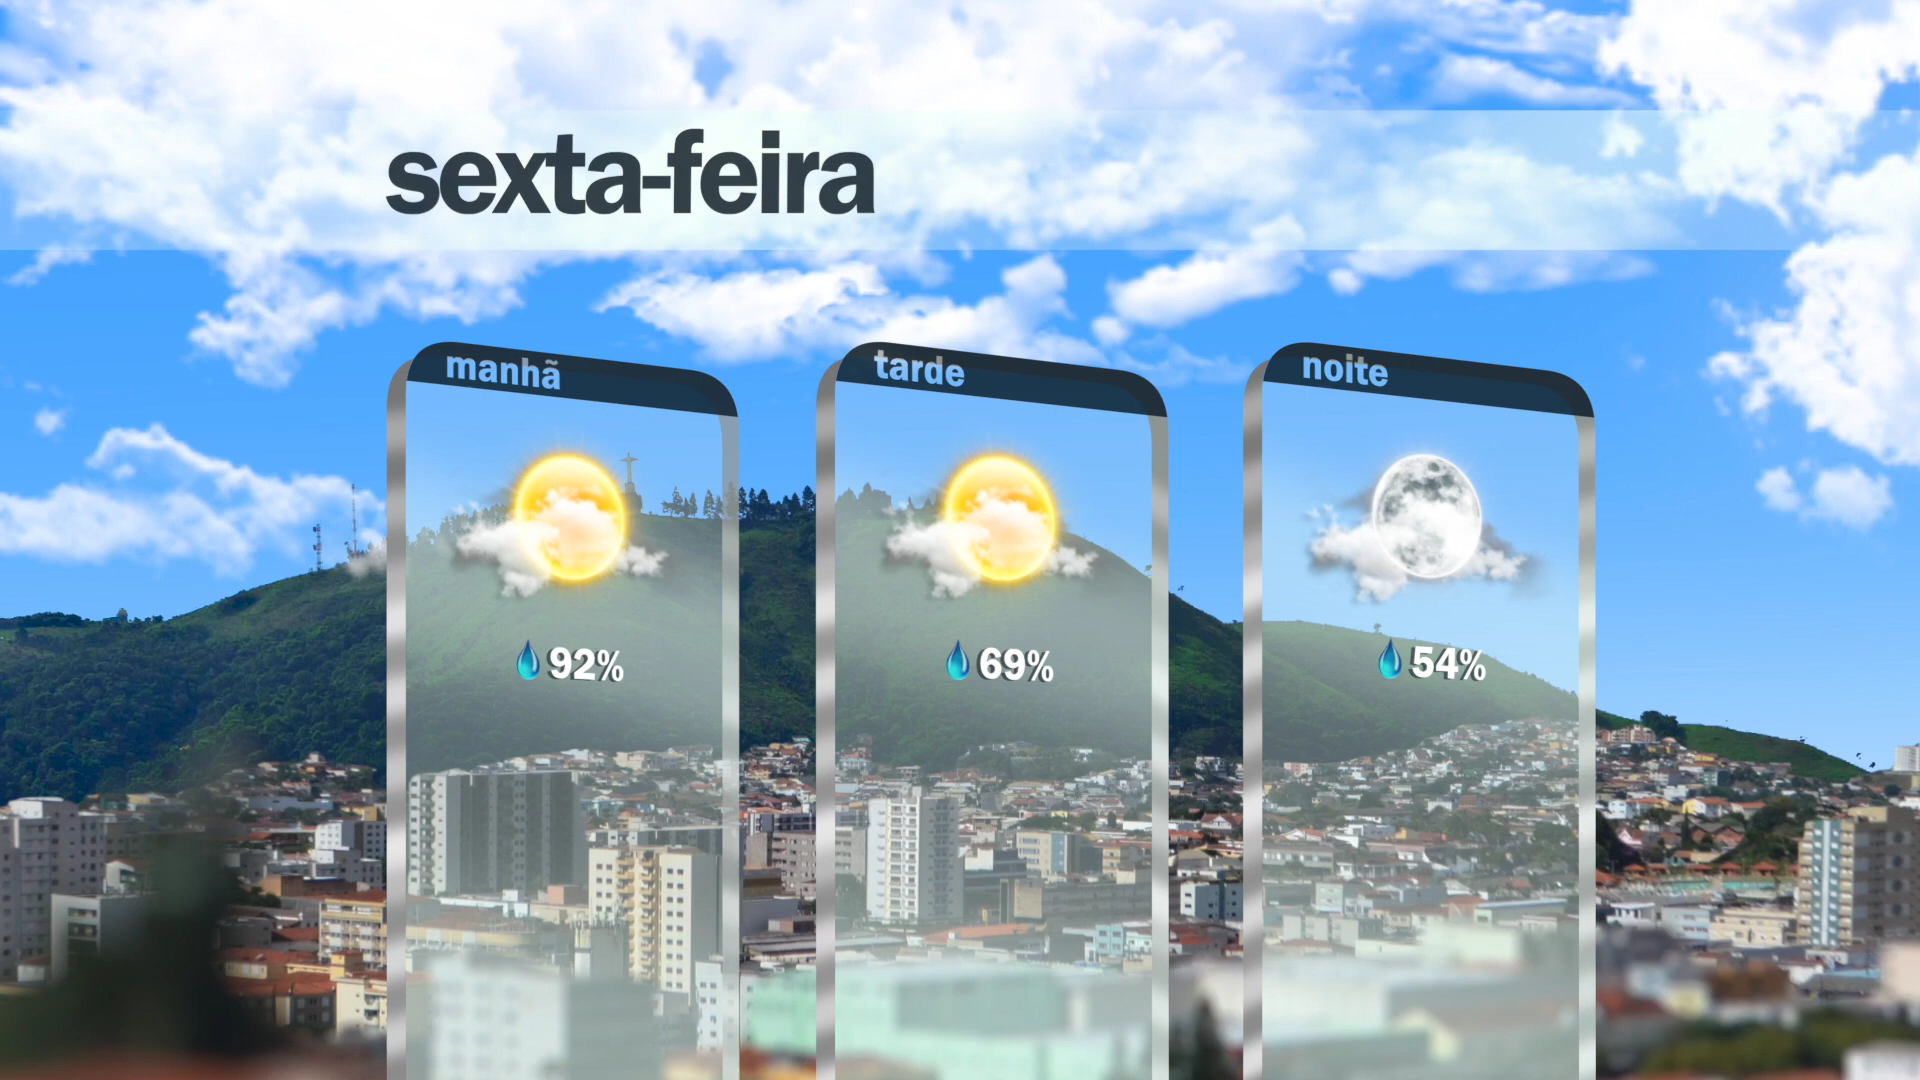 sexta-feira
manhã
tarde
noite
92%
69%
54%